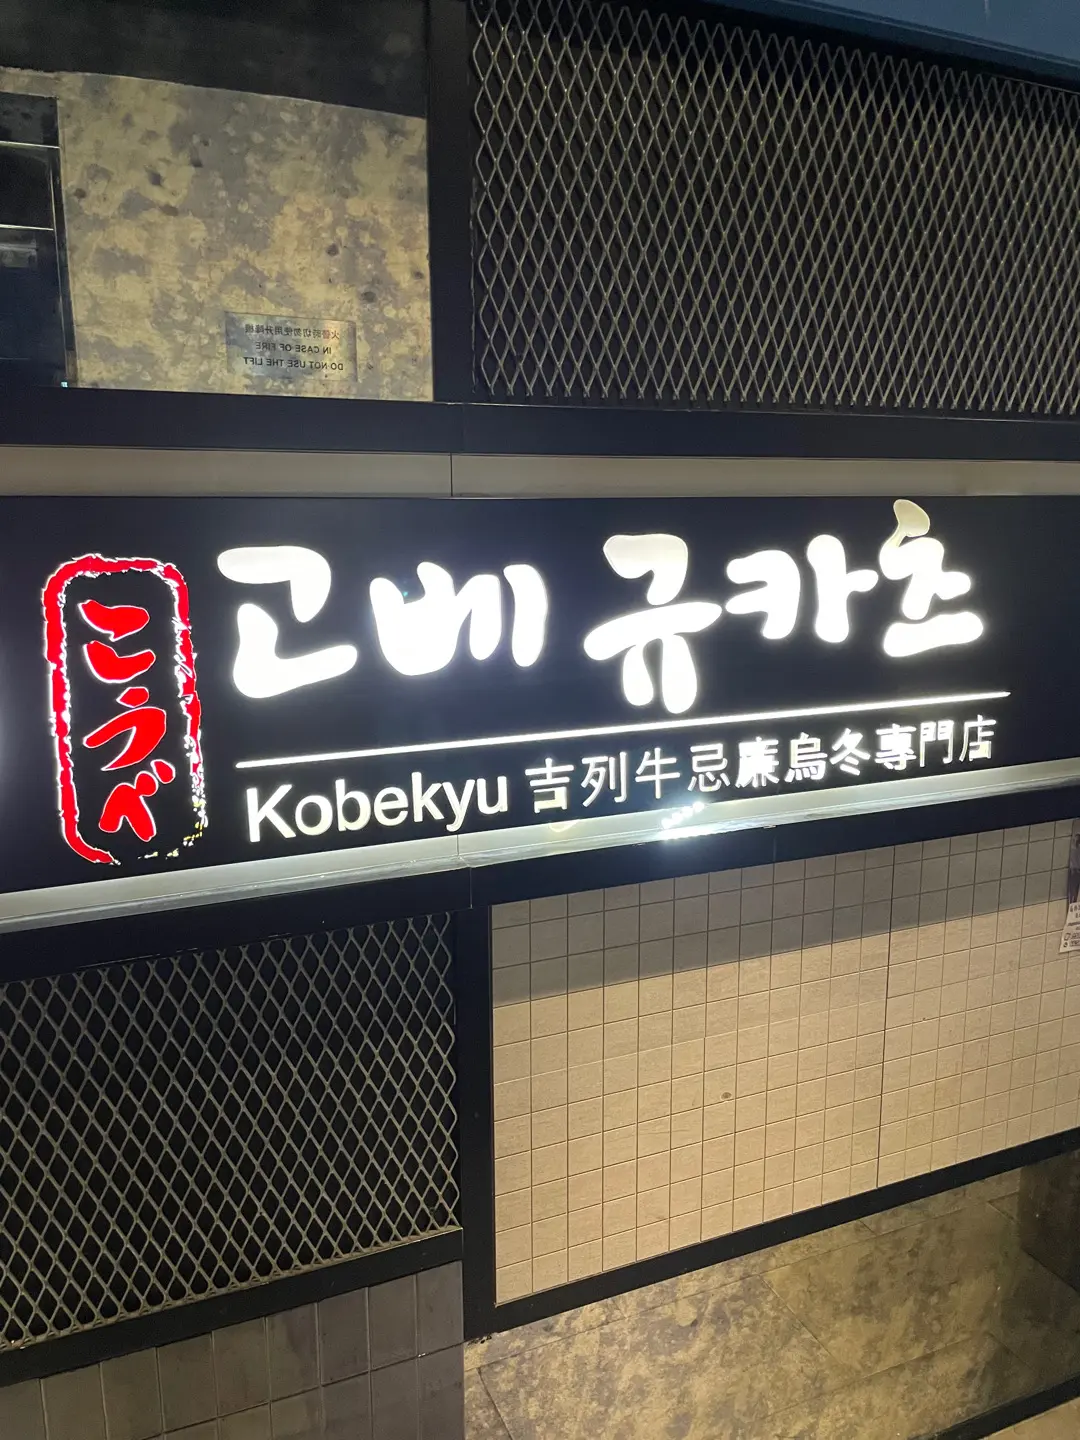 火警時切勿使用升降機
IN CASE OF FIRE
DO NOT USE THE LIFT
こうべ
고베 규카츠
Kobekyu 吉列牛忌廉烏冬專門店